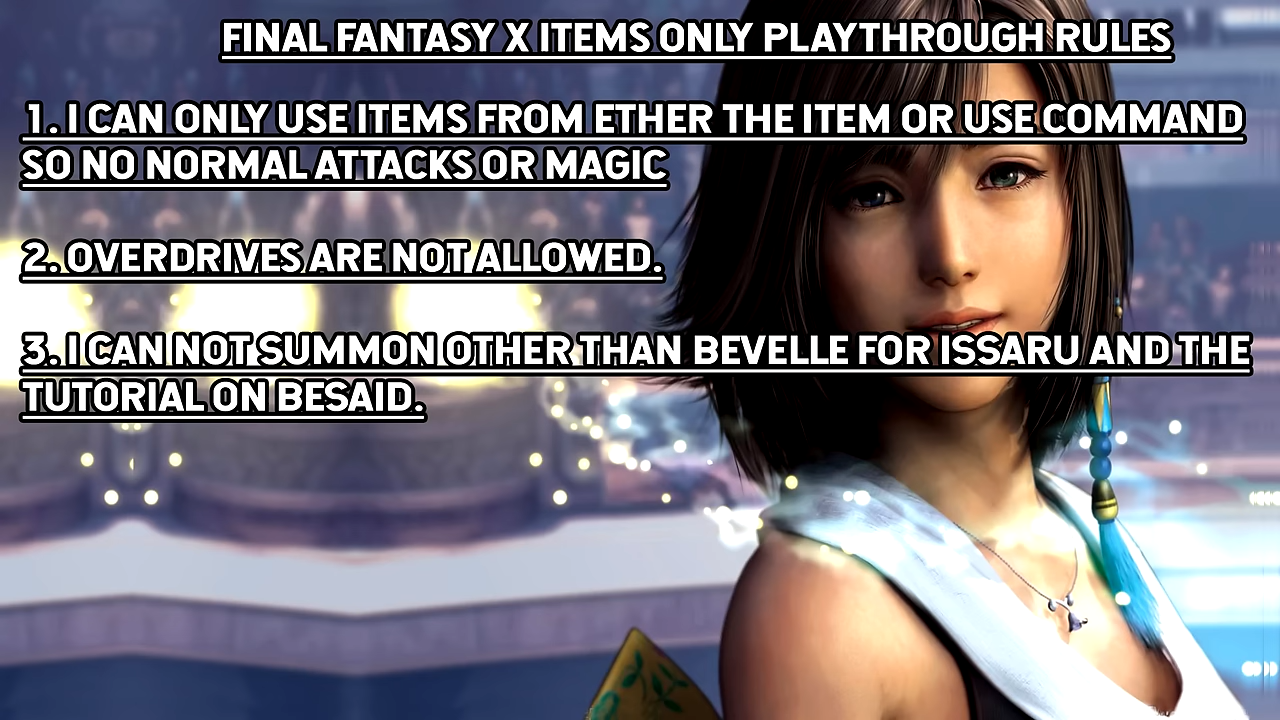 FINAL FANTASY X ITEMS ONLY PLAYTHROUGH RULES
1. I CAN ONLY USE ITEMS FROM ETHER THE ITEM OR USE COMMAND
SO NO NORMAL ATTACKS OR MAGIC
2. OVERDRIVES ARE NOT ALLOWED.
3. I CAN NOT SUMMON OTHER THAN BEVELLE FOR ISSARU AND THE
TUTORIAL ON BESAID.